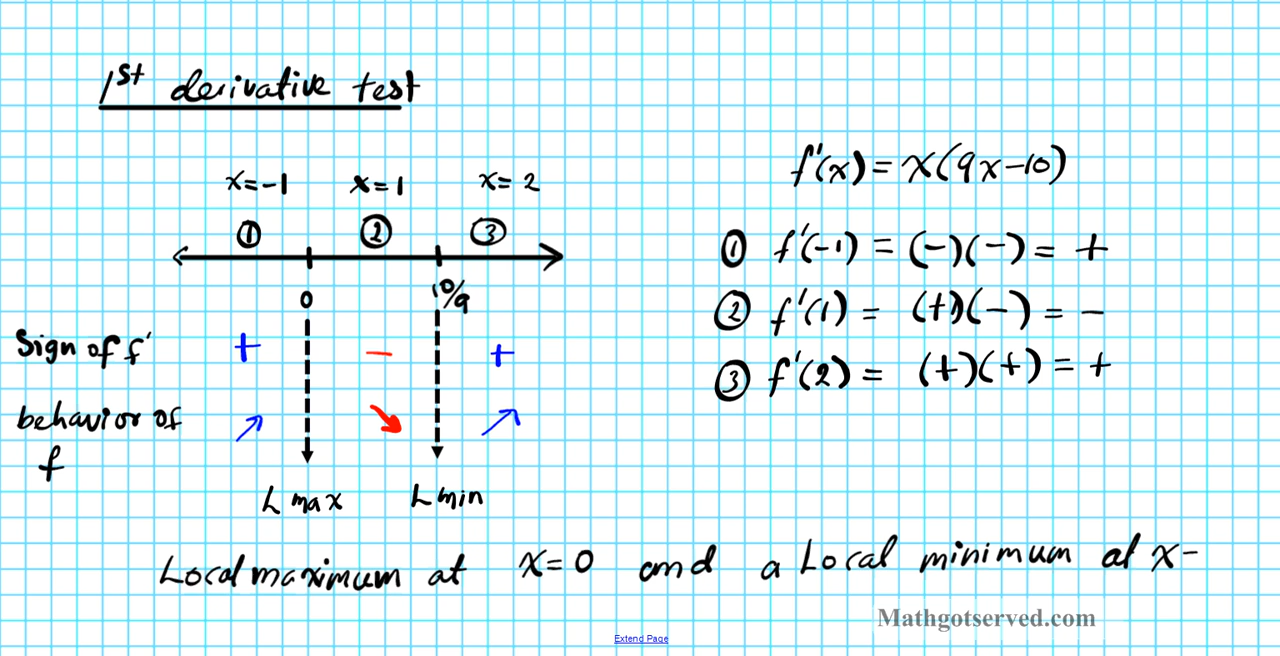 1st derivative test
f'(x) = x(9x-10)
x=-1 x=1 x=2
① ② ③
① f'(-1) = (-)(-) = +
0 10/9
② f'(1) = (+)(-) = -
Sign of f' + - +
③ f'(2) = (+)(+) = +
behavior of
f
L max L min
Local maximum at x=0 and a Local minimum at x-
Mathgotserved.com
Extend Page